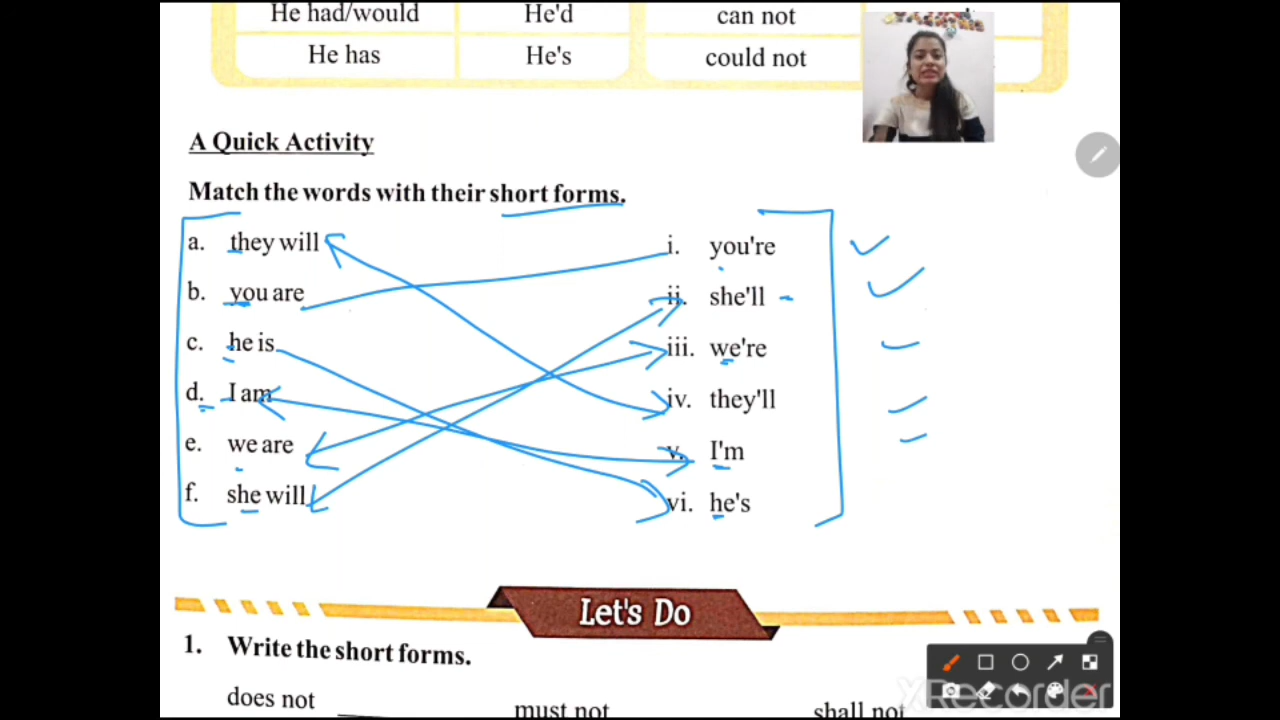 He had/would He'd can not
He has He's could not
A Quick Activity
Match the words with their short forms.
a. they will i. you're
b. you are ii. she'll
c. he is iii. we're
d. I am iv. they'll
e. we are v. I'm
f. she will vi. he's
Let's Do
1. Write the short forms.
does not must not shall not
XRecorder